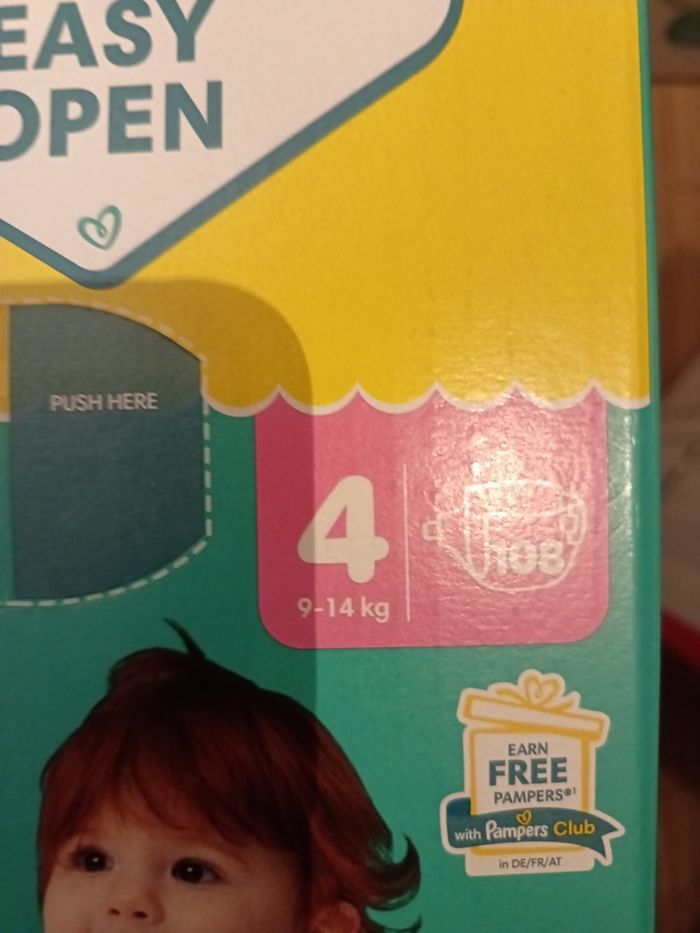 EASY
OPEN
PUSH HERE
4
9-14 kg
108
EARN
FREE
PAMPERS®¹
with Pampers Club
in DE/FR/AT